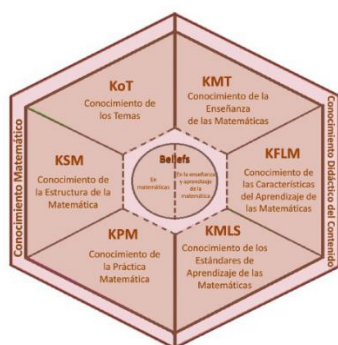 KoT
Conocimiento de
los Temas
KMT
Conocimiento de la
Enseñanza
de las Matemáticas
KSM
Conocimiento de
la Estructura de la
Matemática
Beliefs
En
matemáticas
En la enseñanza
y aprendizaje
de la
matemática
KFLM
Conocimiento de
las Características
del Aprendizaje de
las Matemáticas
KPM
Conocimiento de
la Práctica
Matemática
KMLS
Conocimiento de los
Estándares de
Aprendizaje de las
Matemáticas
Conocimiento Matemático
Conocimiento Didáctico del Contenido